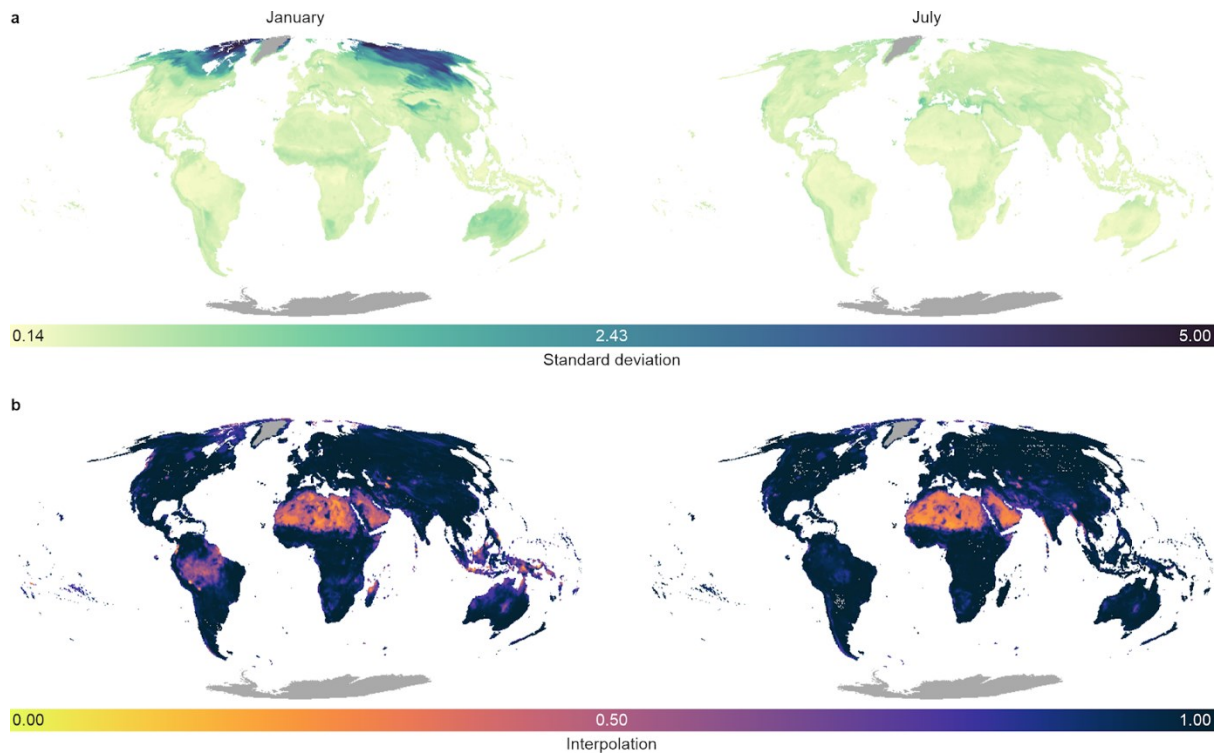 a
January
July
0.14 2.43 5.00
Standard deviation
b
0.00 0.50 1.00
Interpolation